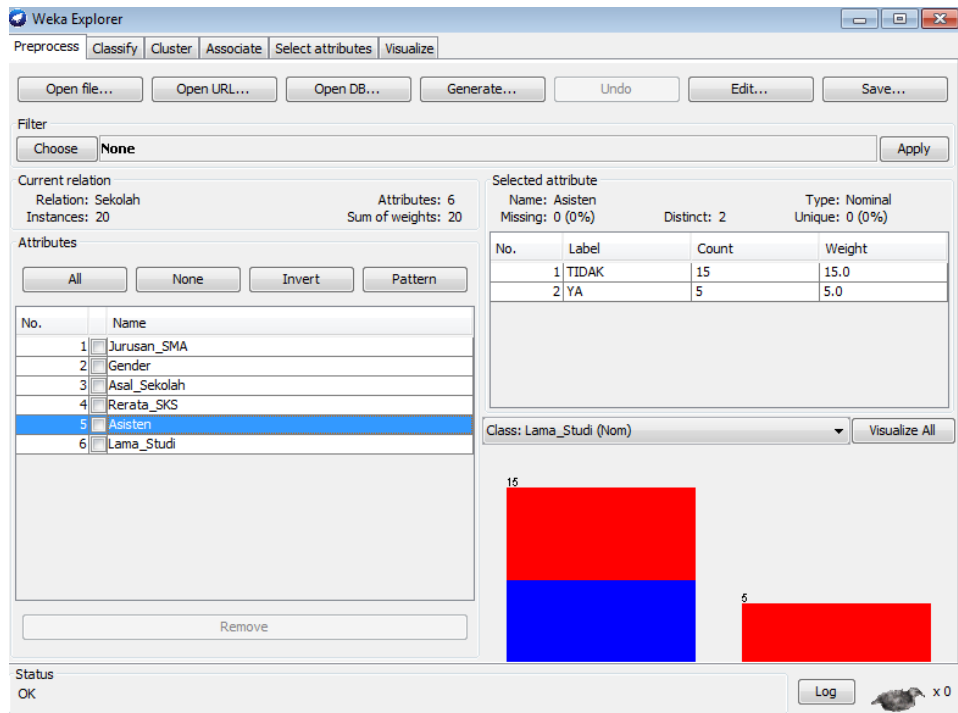 Weka Explorer
Preprocess Classify Cluster Associate Select attributes Visualize
Open file... Open URL... Open DB... Generate... Undo Edit... Save...
Filter
Choose None Apply
Current relation
Relation: Sekolah Attributes: 6
Instances: 20 Sum of weights: 20
Attributes
All None Invert Pattern
No. Name
1 Jurusan_SMA
2 Gender
3 Asal_Sekolah
4 Rerata_SKS
5 Asisten
6 Lama_Studi
Remove
Selected attribute
Name: Asisten Type: Nominal
Missing: 0 (0%) Distinct: 2 Unique: 0 (0%)
No. Label Count Weight
1 TIDAK 15 15.0
2 YA 5 5.0
Class: Lama_Studi (Nom) Visualize All
15
5
Status
OK
Log x 0